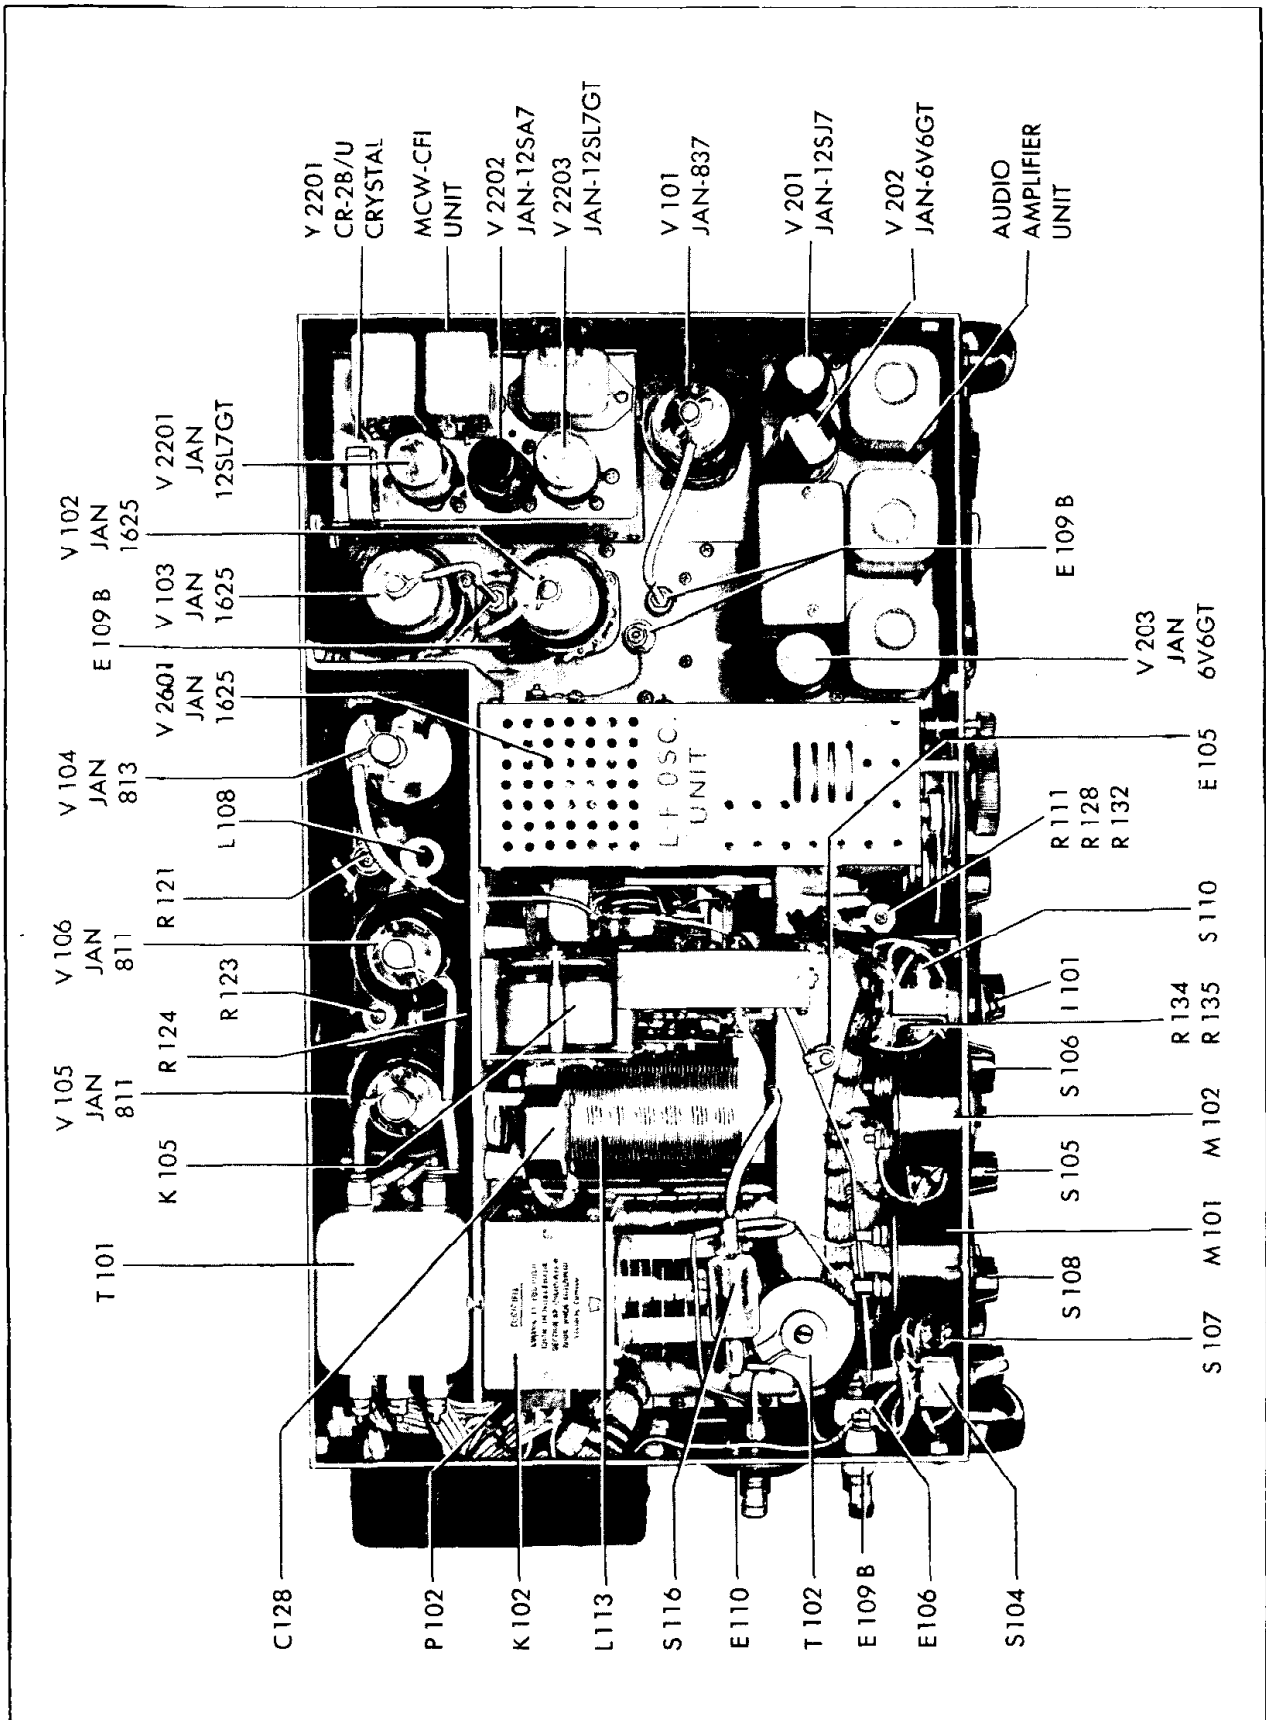 T 101
K 105
V 105
JAN
811
R 124
R 123
V 106
JAN
811
R 121
L 108
V 104
JAN
813
V 2601
JAN
1625
E 109 B
V 103
JAN
1625
V 102
JAN
1625
V 2201
JAN
12SL7GT
C128
P 102
K 102
L 113
S 116
E 110
T 102
E 109 B
E106
S104
L-F OSC.
UNIT
Y 2201
CR-2B/U
CRYSTAL
MCW-CFI
UNIT
V 2202
JAN-12SA7
V 2203
JAN-12SL7GT
V 101
JAN-837
V 201
JAN-12SJ7
V 202
JAN-6V6GT
AUDIO
AMPLIFIER
UNIT
E 109 B
V 203
JAN
6V6GT
R 111
R 128
R 132
E 105
S 110
I 101
R 134
R 135
S 106
M 102
S 105
M 101
S 108
S 107